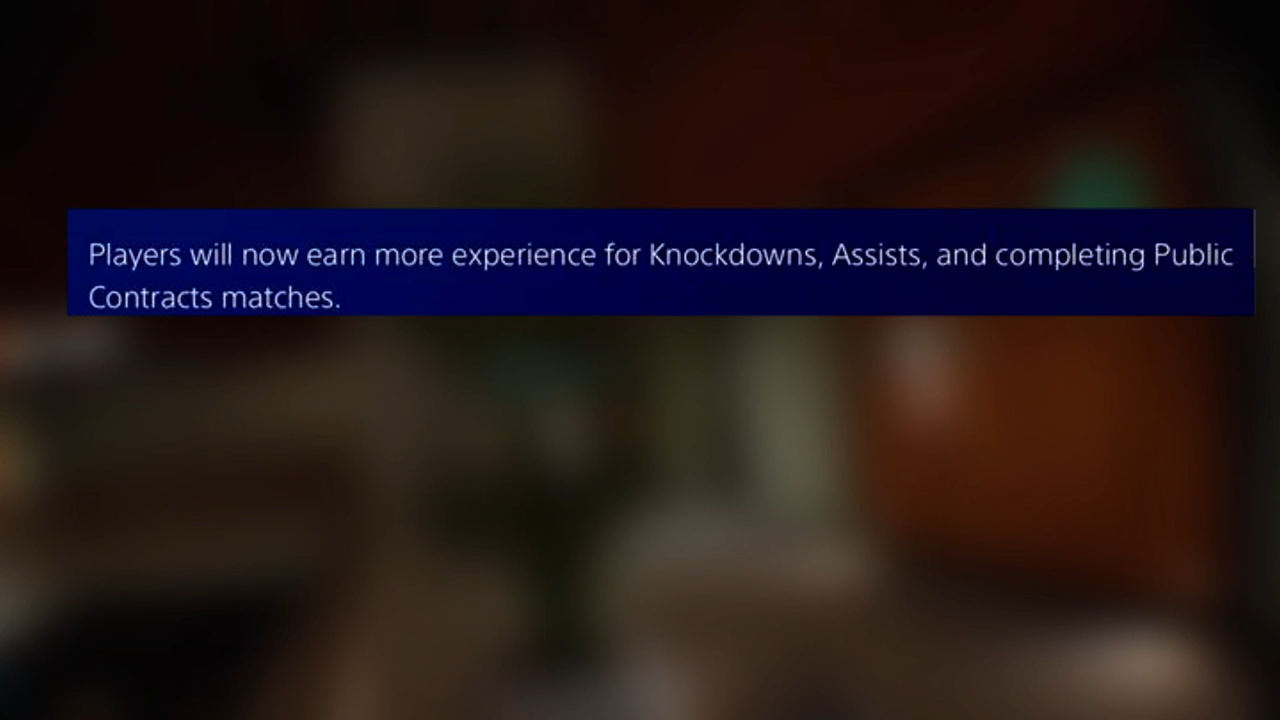 Players will now earn more experience for Knockdowns, Assists, and completing Public
Contracts matches.